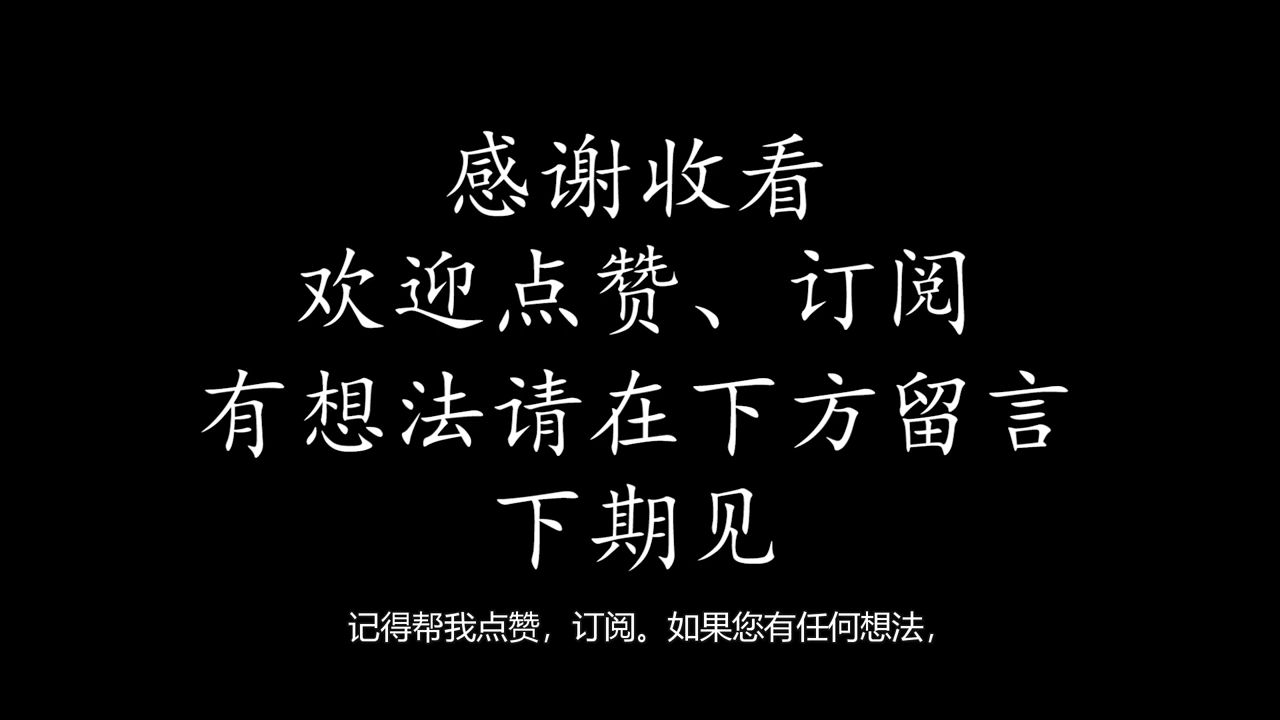 感谢收看
欢迎点赞、订阅
有想法请在下方留言
下期见
记得帮我点赞，订阅。如果您有任何想法，